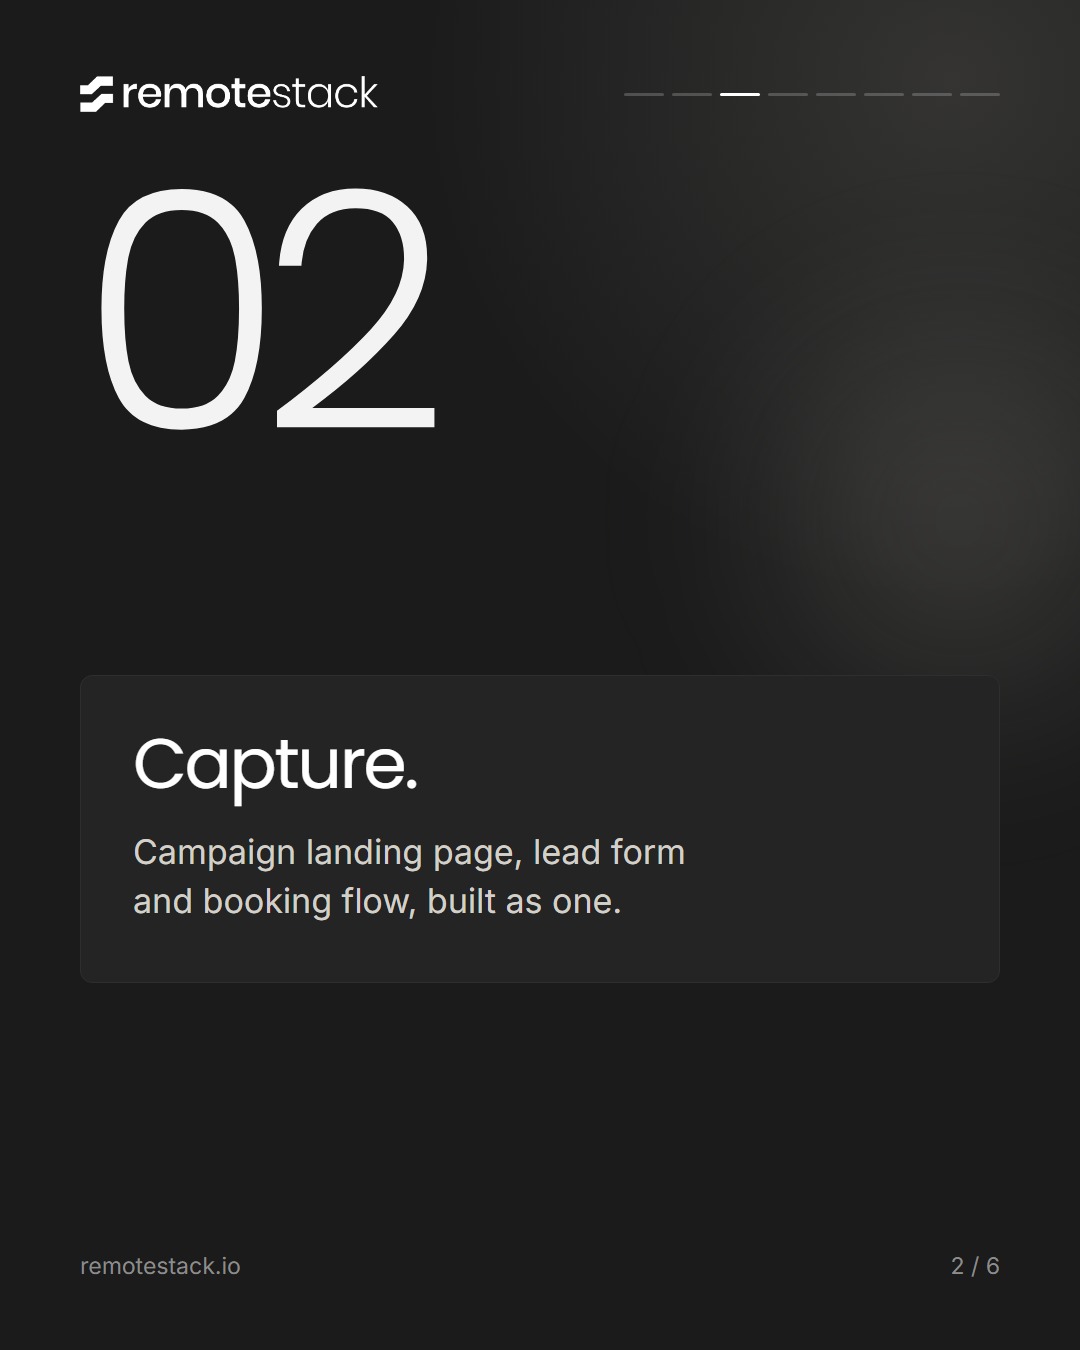 remotestack
02
Capture.
Campaign landing page, lead form
and booking flow, built as one.
remotestack.io
2 / 6